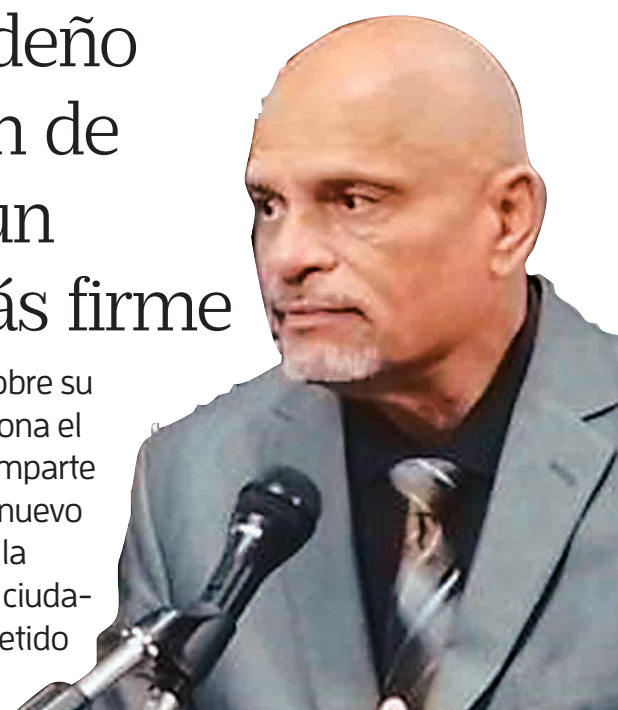 deño
n de
un
ás firme
obre su
ona el
mparte
nuevo
la
ciuda-
etido